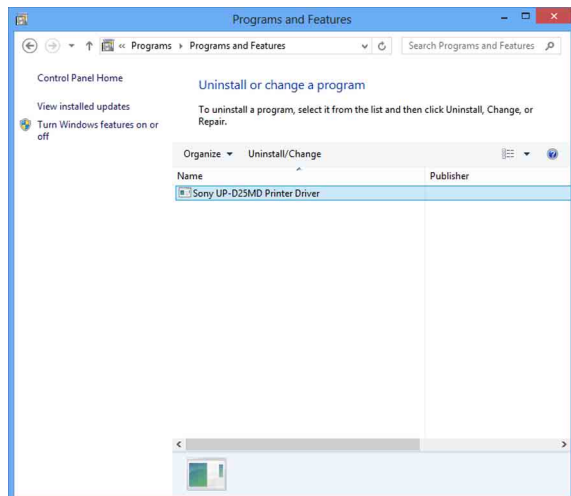 Programs and Features
« Programs ▸ Programs and Features
Search Programs and Features
Control Panel Home
View installed updates
Turn Windows features on or
off
Uninstall or change a program
To uninstall a program, select it from the list and then click Uninstall, Change, or
Repair.
Organize Uninstall/Change
Name Publisher
Sony UP-D25MD Printer Driver